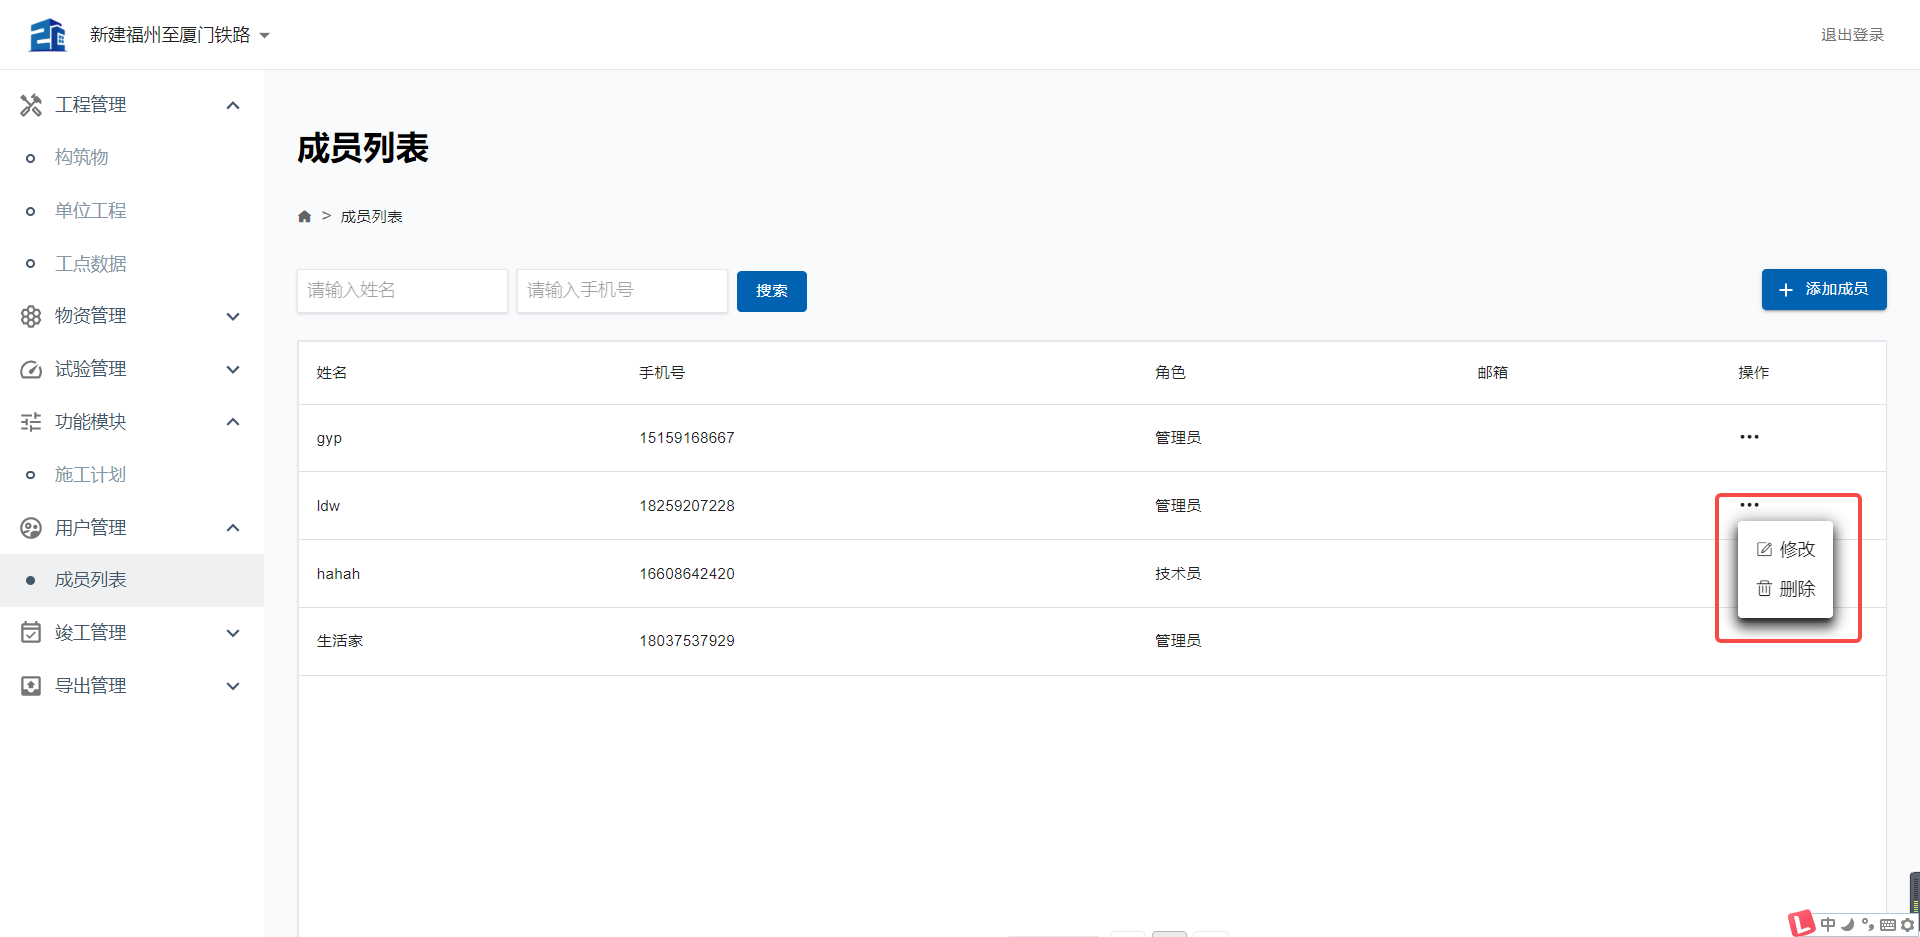 新建福州至厦门铁路
退出登录
工程管理
构筑物
单位工程
工点数据
物资管理
试验管理
功能模块
施工计划
用户管理
成员列表
竣工管理
导出管理
成员列表
> 成员列表
请输入姓名 请输入手机号 搜索
+ 添加成员
姓名 手机号 角色 邮箱 操作
gyp 15159168667 管理员 •••
ldw 18259207228 管理员 •••
修改
hahah 16608642420 技术员
删除
生活家 18037537929 管理员
中